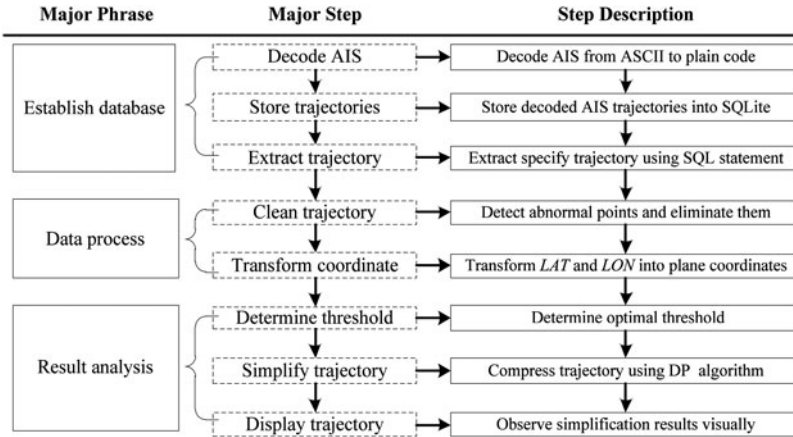 Major Phrase Major Step Step Description
Establish database
Decode AIS Decode AIS from ASCII to plain code
Store trajectories Store decoded AIS trajectories into SQLite
Extract trajectory Extract specify trajectory using SQL statement
Data process
Clean trajectory Detect abnormal points and eliminate them
Transform coordinate Transform LAT and LON into plane coordinates
Result analysis
Determine threshold Determine optimal threshold
Simplify trajectory Compress trajectory using DP algorithm
Display trajectory Observe simplification results visually